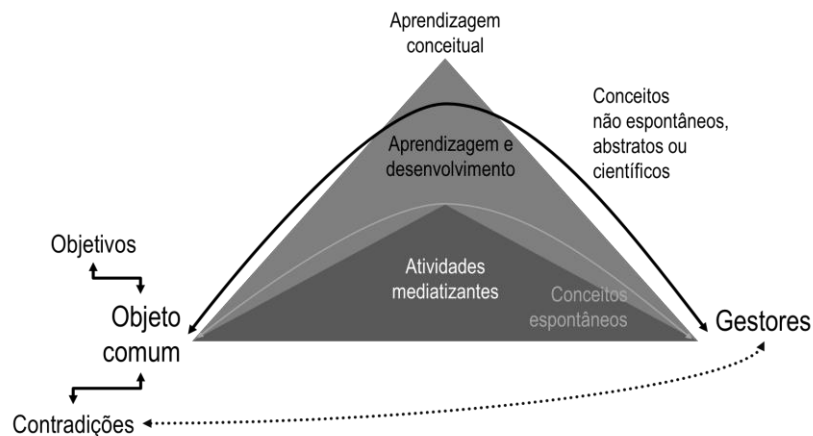 Aprendizagem
conceitual
Conceitos
não espontâneos,
abstratos ou
científicos
Aprendizagem e
desenvolvimento
Objetivos
Atividades
mediatizantes
Conceitos
espontâneos
Objeto
comum
Gestores
Contradições